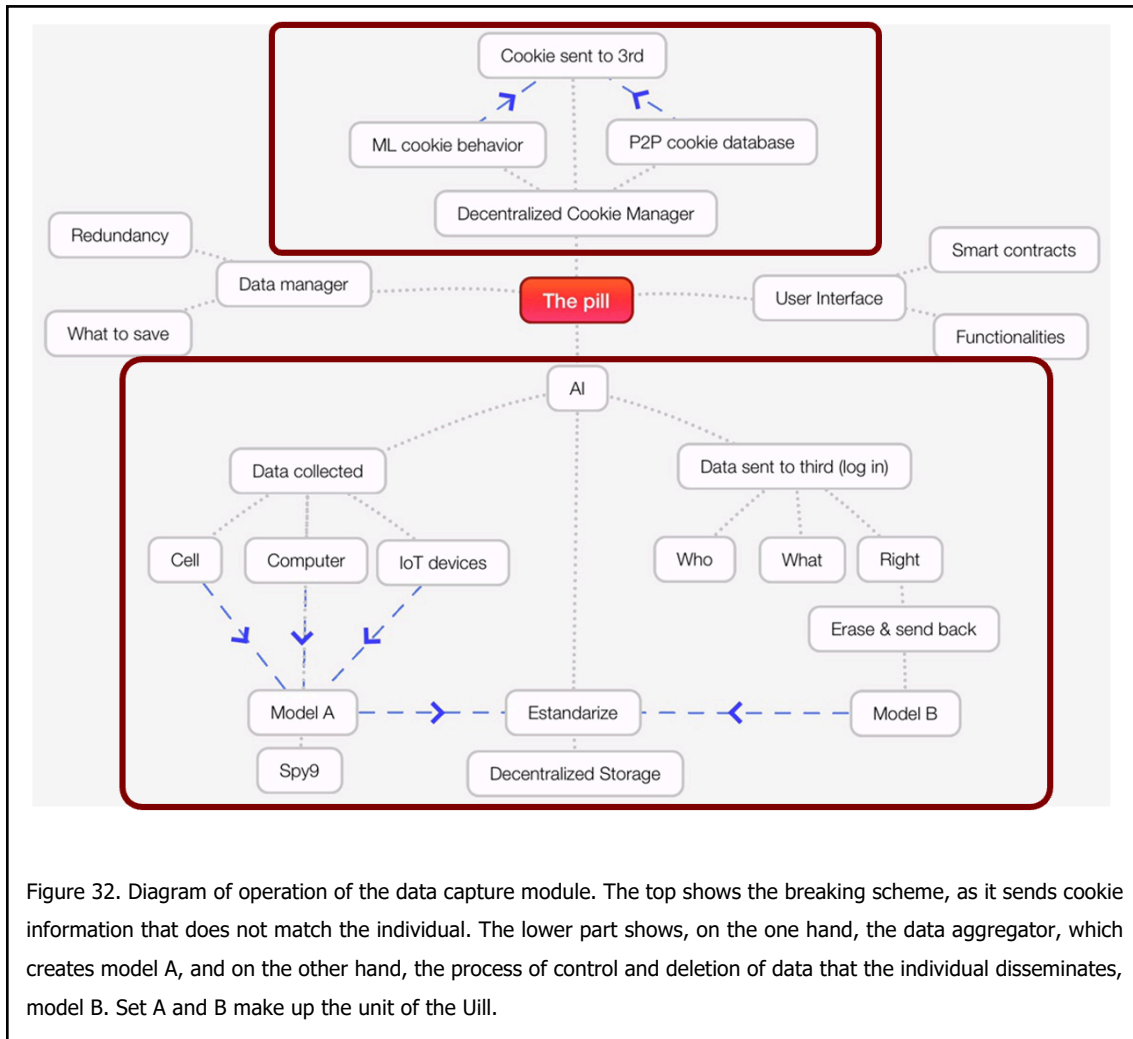 Cookie sent to 3rd
ML cookie behavior
P2P cookie database
Decentralized Cookie Manager
Redundancy
Smart contracts
Data manager
The pill
User Interface
What to save
Functionalities
AI
Data collected
Data sent to third (log in)
Cell
Computer
IoT devices
Who
What
Right
Erase & send back
Model A
Estandarize
Model B
Spy9
Decentralized Storage
Figure 32. Diagram of operation of the data capture module. The top shows the breaking scheme, as it sends cookie
information that does not match the individual. The lower part shows, on the one hand, the data aggregator, which
creates model A, and on the other hand, the process of control and deletion of data that the individual disseminates,
model B. Set A and B make up the unit of the Uill.